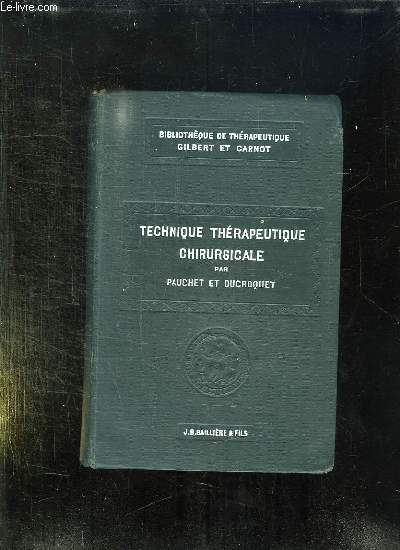 Le-livre.com
BIBLIOTHÈQUE DE THÉRAPEUTIQUE
GILBERT ET CARNOT
TECHNIQUE THÉRAPEUTIQUE
CHIRURGICALE
PAR
PAUCHET ET DUCROQUET
J.B. BAILLIÈRE & FILS